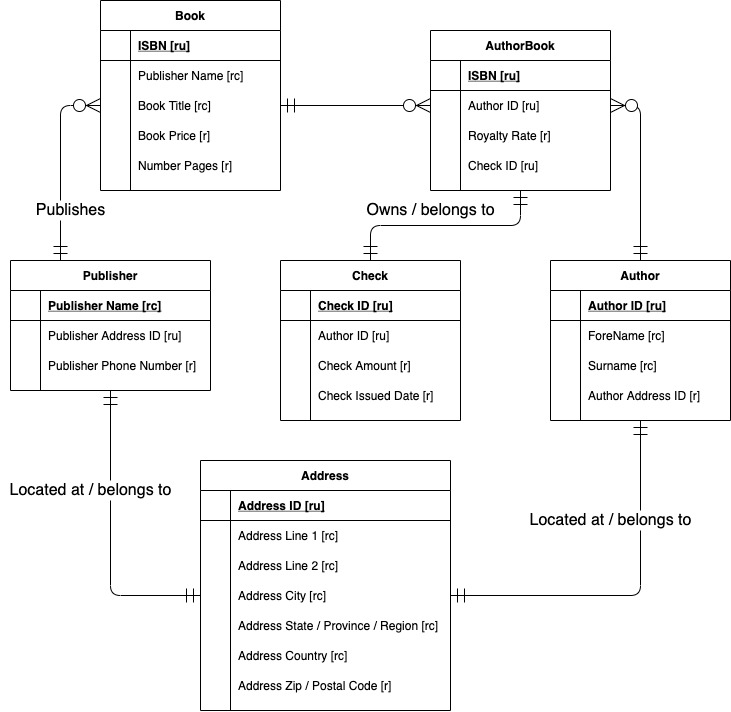 Book
ISBN [ru]
Publisher Name [rc]
Book Title [rc]
Book Price [r]
Number Pages [r]
AuthorBook
ISBN [ru]
Author ID [ru]
Royalty Rate [r]
Check ID [ru]
Publishes
Owns / belongs to
Publisher
Publisher Name [rc]
Publisher Address ID [ru]
Publisher Phone Number [r]
Check
Check ID [ru]
Author ID [ru]
Check Amount [r]
Check Issued Date [r]
Author
Author ID [ru]
ForeName [rc]
Surname [rc]
Author Address ID [r]
Located at / belongs to
Address
Address ID [ru]
Address Line 1 [rc]
Address Line 2 [rc]
Address City [rc]
Address State / Province / Region [rc]
Address Country [rc]
Address Zip / Postal Code [r]
Located at / belongs to